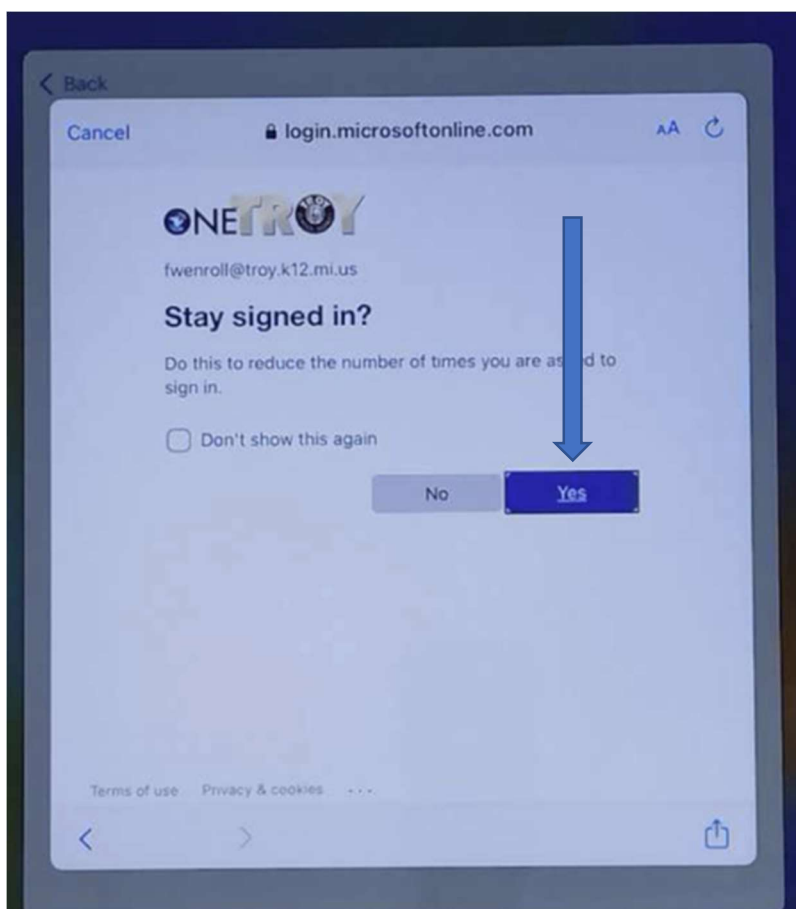 Back
Cancel login.microsoftonline.com AA
ONETROY
fwenroll@troy.k12.mi.us
Stay signed in?
Do this to reduce the number of times you are as d to
sign in.
Don't show this again
No Yes
Terms of use Privacy & cookies ...